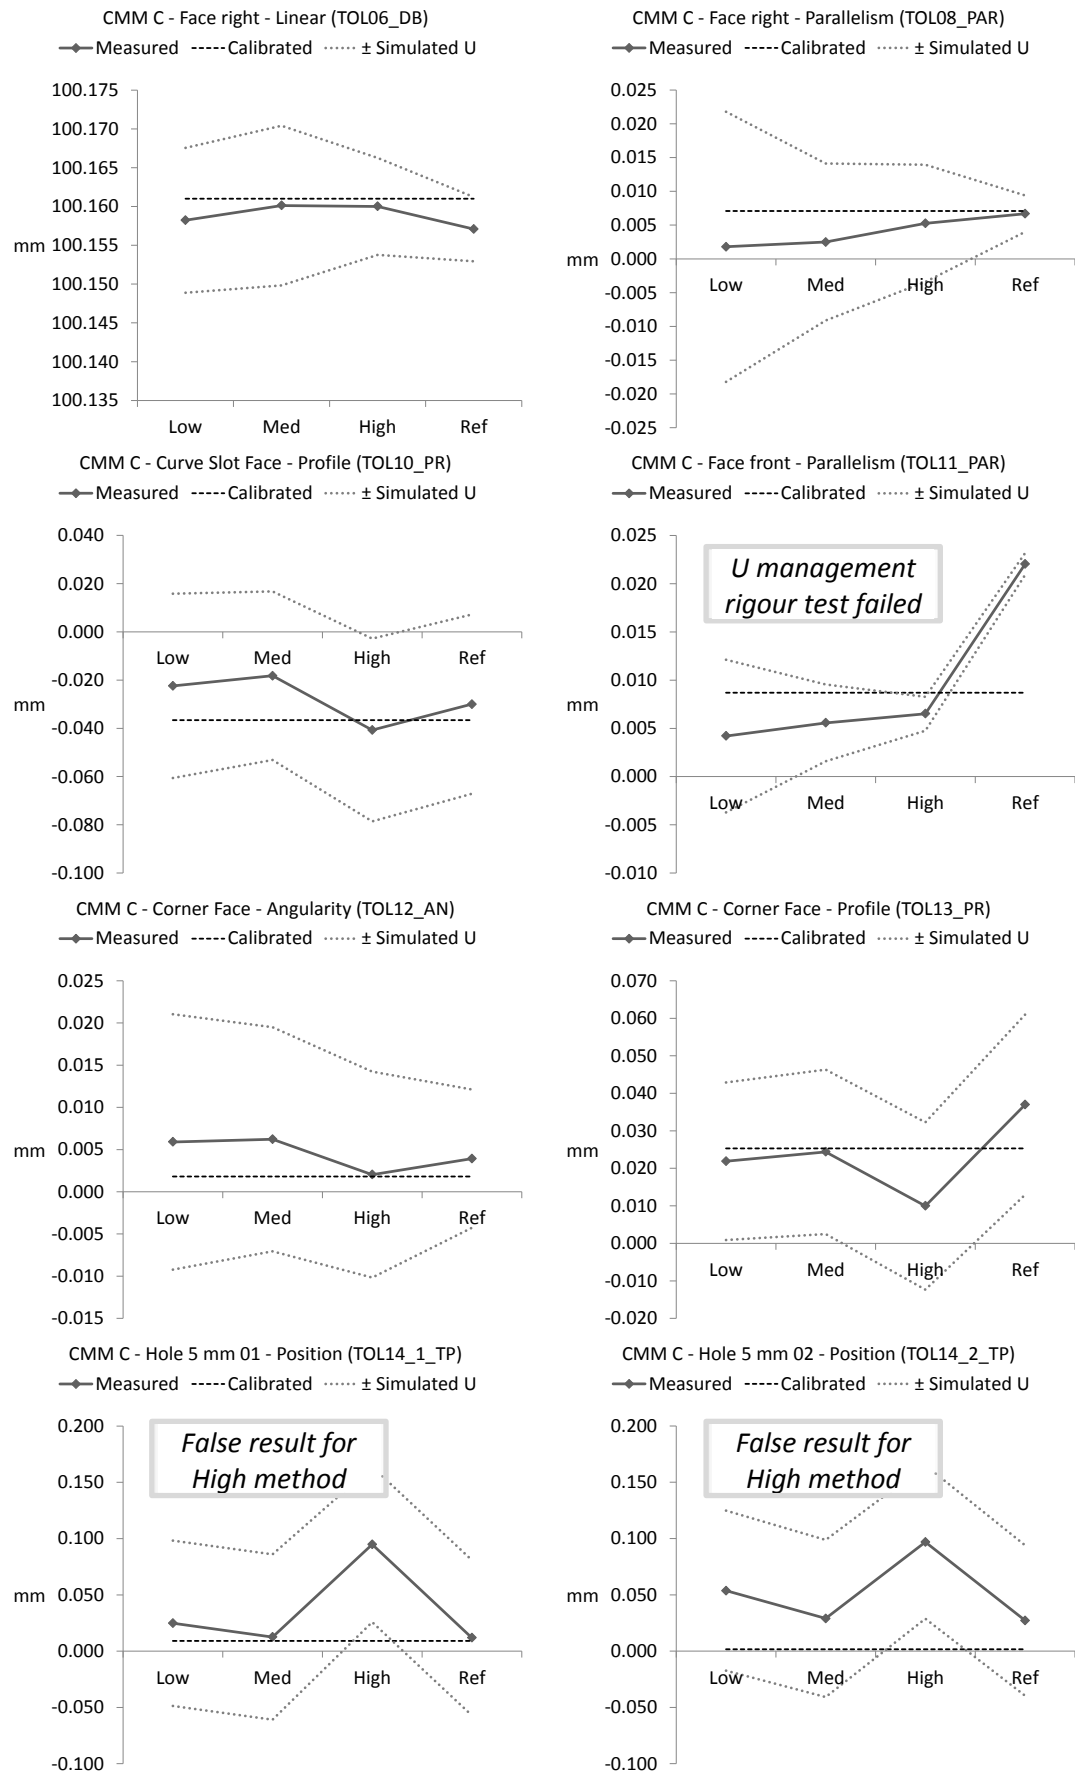 CMM C - Face right - Linear (TOL06_DB)
Measured Calibrated ± Simulated U
100.175
100.170
100.165
100.160
100.155
100.150
100.145
100.140
100.135
mm
Low Med High Ref
CMM C - Face right - Parallelism (TOL08_PAR)
Measured Calibrated ± Simulated U
0.025
0.020
0.015
0.010
0.005
0.000
-0.005
-0.010
-0.015
-0.020
-0.025
mm
Low Med High Ref
CMM C - Curve Slot Face - Profile (TOL10_PR)
Measured Calibrated ± Simulated U
0.040
0.020
0.000
-0.020
-0.040
-0.060
-0.080
-0.100
mm
Low Med High Ref
CMM C - Face front - Parallelism (TOL11_PAR)
Measured Calibrated ± Simulated U
U management
rigour test failed
0.025
0.020
0.015
0.010
0.005
0.000
-0.005
-0.010
mm
Low Med High Ref
CMM C - Corner Face - Angularity (TOL12_AN)
Measured Calibrated ± Simulated U
0.025
0.020
0.015
0.010
0.005
0.000
-0.005
-0.010
-0.015
mm
Low Med High Ref
CMM C - Corner Face - Profile (TOL13_PR)
Measured Calibrated ± Simulated U
0.070
0.060
0.050
0.040
0.030
0.020
0.010
0.000
-0.010
-0.020
mm
Low Med High Ref
CMM C - Hole 5 mm 01 - Position (TOL14_1_TP)
Measured Calibrated ± Simulated U
False result for
High method
0.200
0.150
0.100
0.050
0.000
-0.050
-0.100
mm
Low Med High Ref
CMM C - Hole 5 mm 02 - Position (TOL14_2_TP)
Measured Calibrated ± Simulated U
False result for
High method
0.200
0.150
0.100
0.050
0.000
-0.050
-0.100
mm
Low Med High Ref